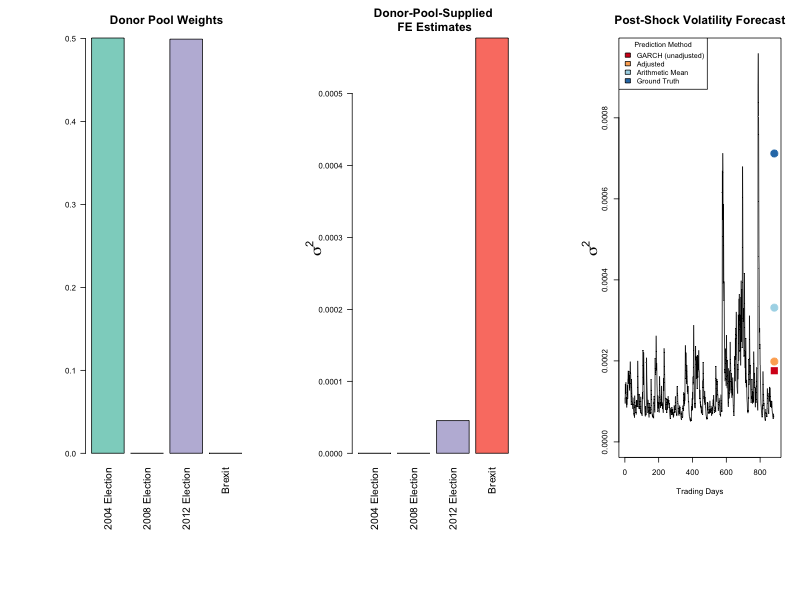 Donor Pool Weights
0.5
0.4
0.3
0.2
0.1
0.0
2004 Election
2008 Election
2012 Election
Brexit
Donor-Pool-Supplied
FE Estimates
σ²
0.0005
0.0004
0.0003
0.0002
0.0001
0.0000
2004 Election
2008 Election
2012 Election
Brexit
Post-Shock Volatility Forecast
Prediction Method
GARCH (unadjusted)
Adjusted
Arithmetic Mean
Ground Truth
σ²
0.0008
0.0006
0.0004
0.0002
0.0000
0
200
400
600
800
Trading Days